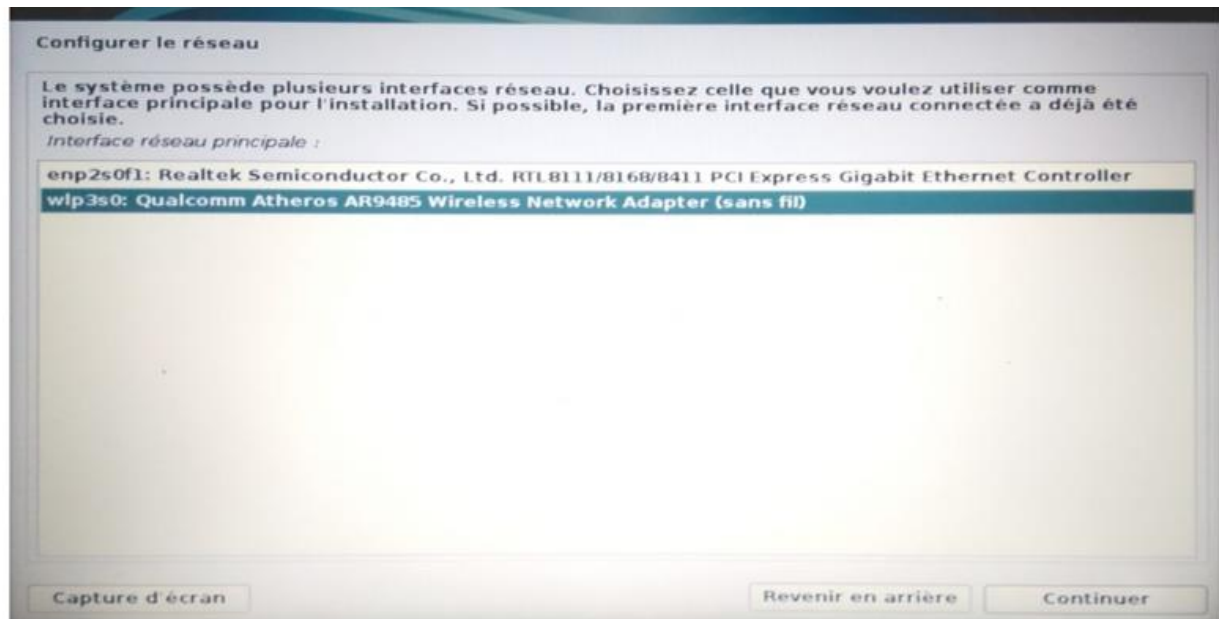 Configurer le réseau
Le système possède plusieurs interfaces réseau. Choisissez celle que vous voulez utiliser comme
interface principale pour l'installation. Si possible, la première interface réseau connectée a déjà été
choisie.
Interface réseau principale :
enp2s0f1: Realtek Semiconductor Co., Ltd. RTL8111/8168/8411 PCI Express Gigabit Ethernet Controller
wlp3s0: Qualcomm Atheros AR9485 Wireless Network Adapter (sans fil)
Capture d'écran
Revenir en arrière
Continuer